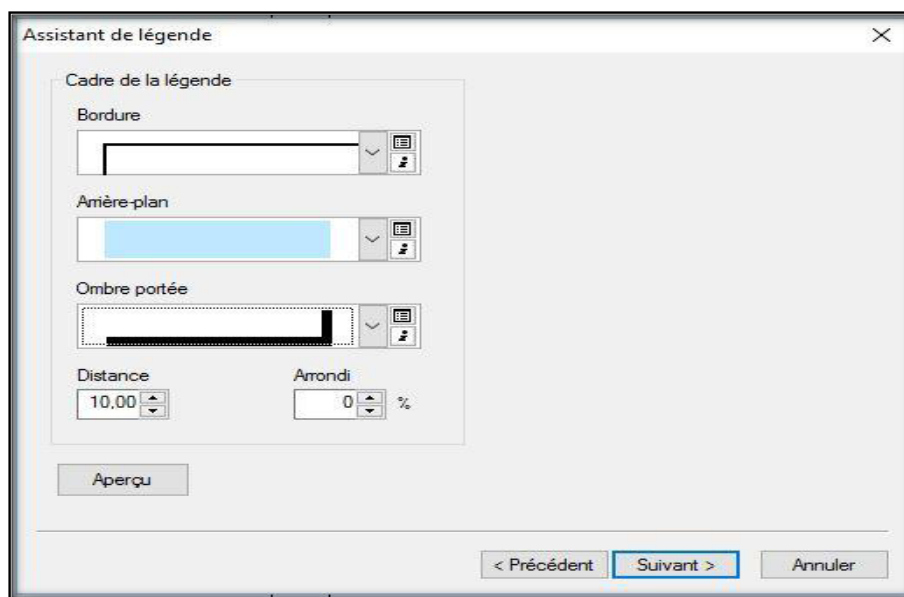 Assistant de légende
Cadre de la légende
Bordure
Arrière-plan
Ombre portée
Distance Arrondi
10,00 0 %
Aperçu
< Précédent Suivant > Annuler